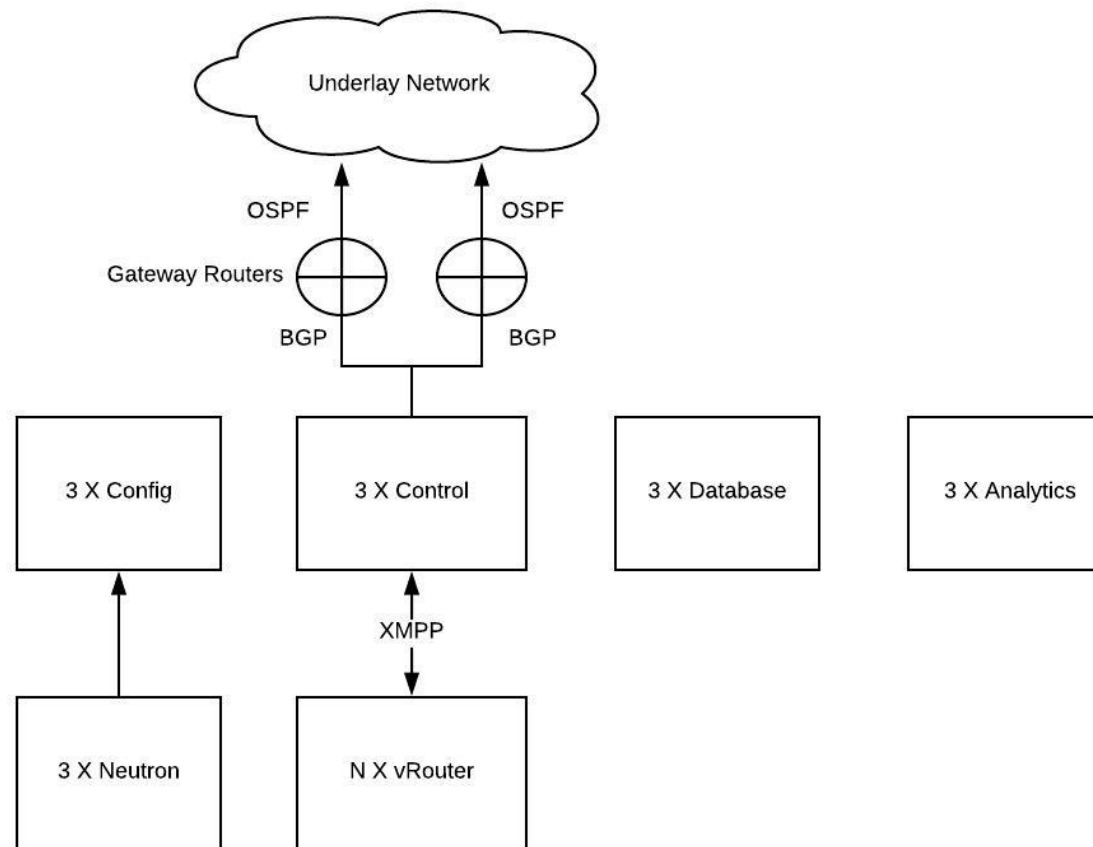 Underlay Network
OSPF
OSPF
Gateway Routers
BGP
BGP
3 X Config
3 X Control
3 X Database
3 X Analytics
XMPP
3 X Neutron
N X vRouter